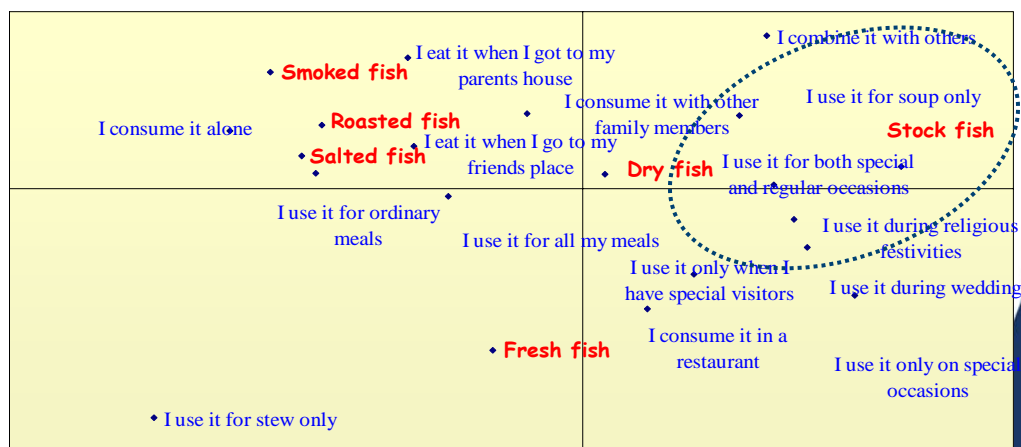 I combine it with others
I eat it when I got to my
parents house
Smoked fish
I use it for soup only
I consume it with other
family members
Roasted fish
I consume it alone
Stock fish
I eat it when I go to my
friends place
Salted fish
Dry fish
I use it for both special
and regular occasions
I use it for ordinary
meals
I use it for all my meals
I use it during religious
festivities
I use it only when I
have special visitors
I use it during wedding
I consume it in a
restaurant
Fresh fish
I use it only on special
occasions
I use it for stew only